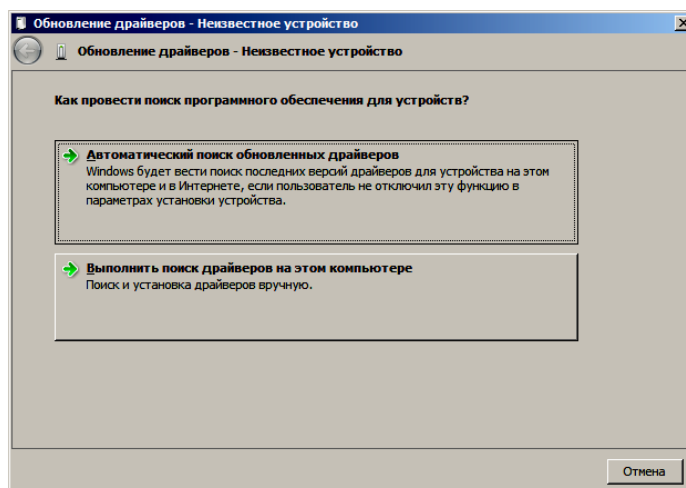 Обновление драйверов - Неизвестное устройство
Обновление драйверов - Неизвестное устройство
Как провести поиск программного обеспечения для устройств?
Автоматический поиск обновленных драйверов
Windows будет вести поиск последних версий драйверов для устройства на этом
компьютере и в Интернете, если пользователь не отключил эту функцию в
параметрах установки устройства.
Выполнить поиск драйверов на этом компьютере
Поиск и установка драйверов вручную.
Отмена